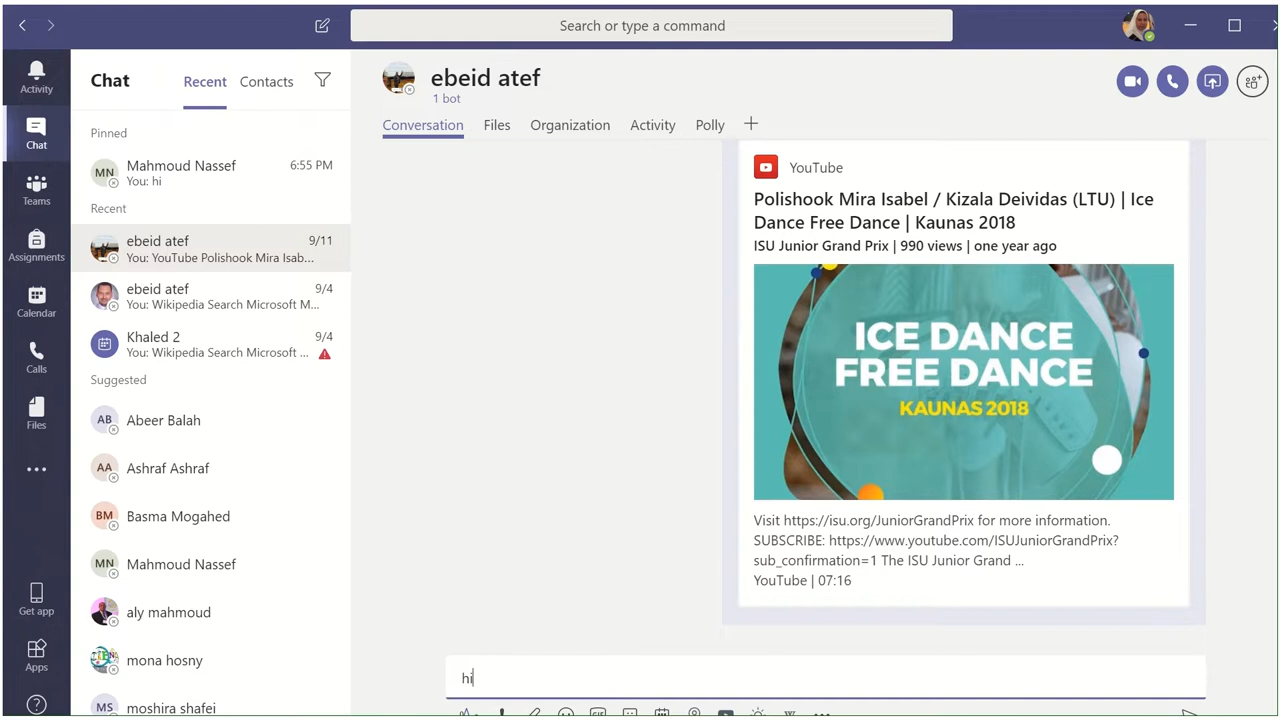 Search or type a command
Activity
Chat
Teams
Assignments
Calendar
Calls
Files
Get app
Apps
Chat
Recent
Contacts
Pinned
MN
Mahmoud Nassef
6:55 PM
You: hi
Recent
ebeid atef
9/11
You: YouTube Polishook Mira Isab...
ebeid atef
9/4
You: Wikipedia Search Microsoft M...
Khaled 2
9/4
You: Wikipedia Search Microsoft ...
Suggested
AB
Abeer Balah
AA
Ashraf Ashraf
BM
Basma Mogahed
MN
Mahmoud Nassef
aly mahmoud
mona hosny
MS
moshira shafei
ebeid atef
1 bot
Conversation
Files
Organization
Activity
Polly
YouTube
Polishook Mira Isabel / Kizala Deividas (LTU) | Ice
Dance Free Dance | Kaunas 2018
ISU Junior Grand Prix | 990 views | one year ago
ICE DANCE
FREE DANCE
KAUNAS 2018
Visit https://isu.org/JuniorGrandPrix for more information.
SUBSCRIBE: https://www.youtube.com/ISUJuniorGrandPrix?
sub_confirmation=1 The ISU Junior Grand ...
YouTube | 07:16
hi